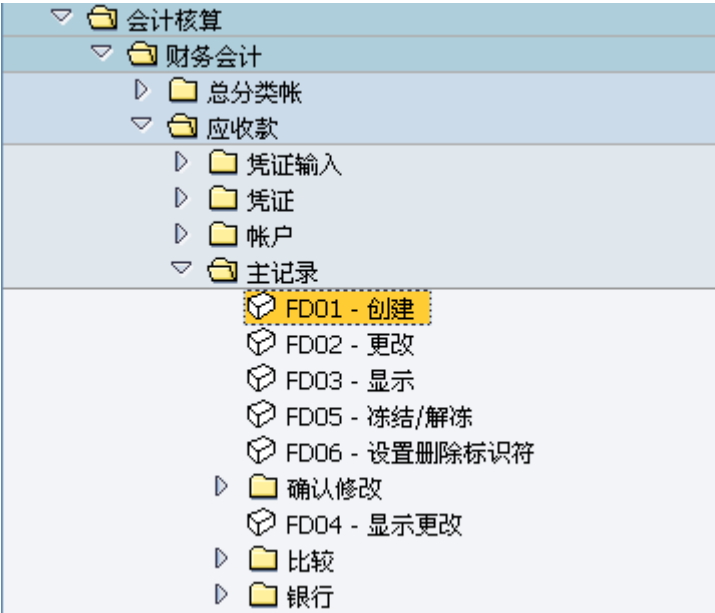 会计核算
财务会计
总分类帐
应收款
凭证输入
凭证
帐户
主记录
FD01 - 创建
FD02 - 更改
FD03 - 显示
FD05 - 冻结/解冻
FD06 - 设置删除标识符
确认修改
FD04 - 显示更改
比较
银行